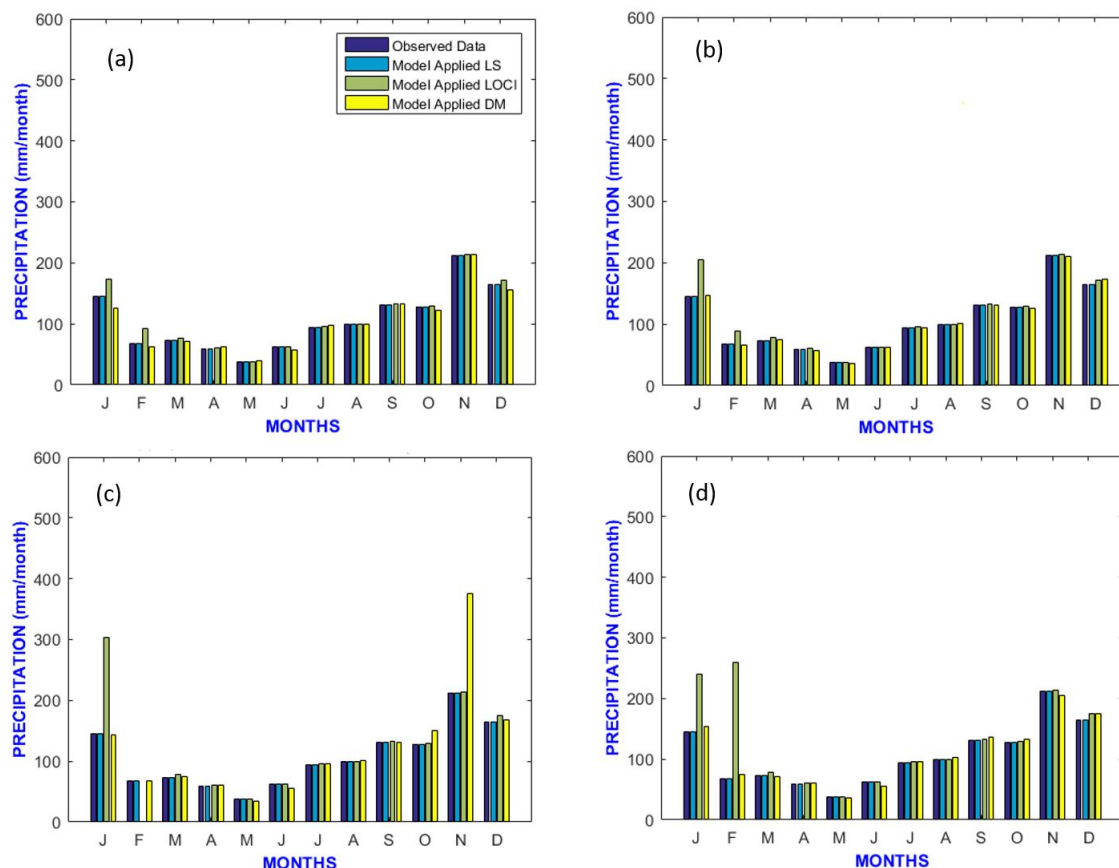 (a)
Observed Data
Model Applied LS
Model Applied LOCI
Model Applied DM
PRECIPITATION (mm/month)
600
500
400
300
200
100
0
J F M A M J J A S O N D
MONTHS
(b)
PRECIPITATION (mm/month)
600
500
400
300
200
100
0
J F M A M J J A S O N D
MONTHS
(c)
PRECIPITATION (mm/month)
600
500
400
300
200
100
0
J F M A M J J A S O N D
MONTHS
(d)
PRECIPITATION (mm/month)
600
500
400
300
200
100
0
J F M A M J J A S O N D
MONTHS